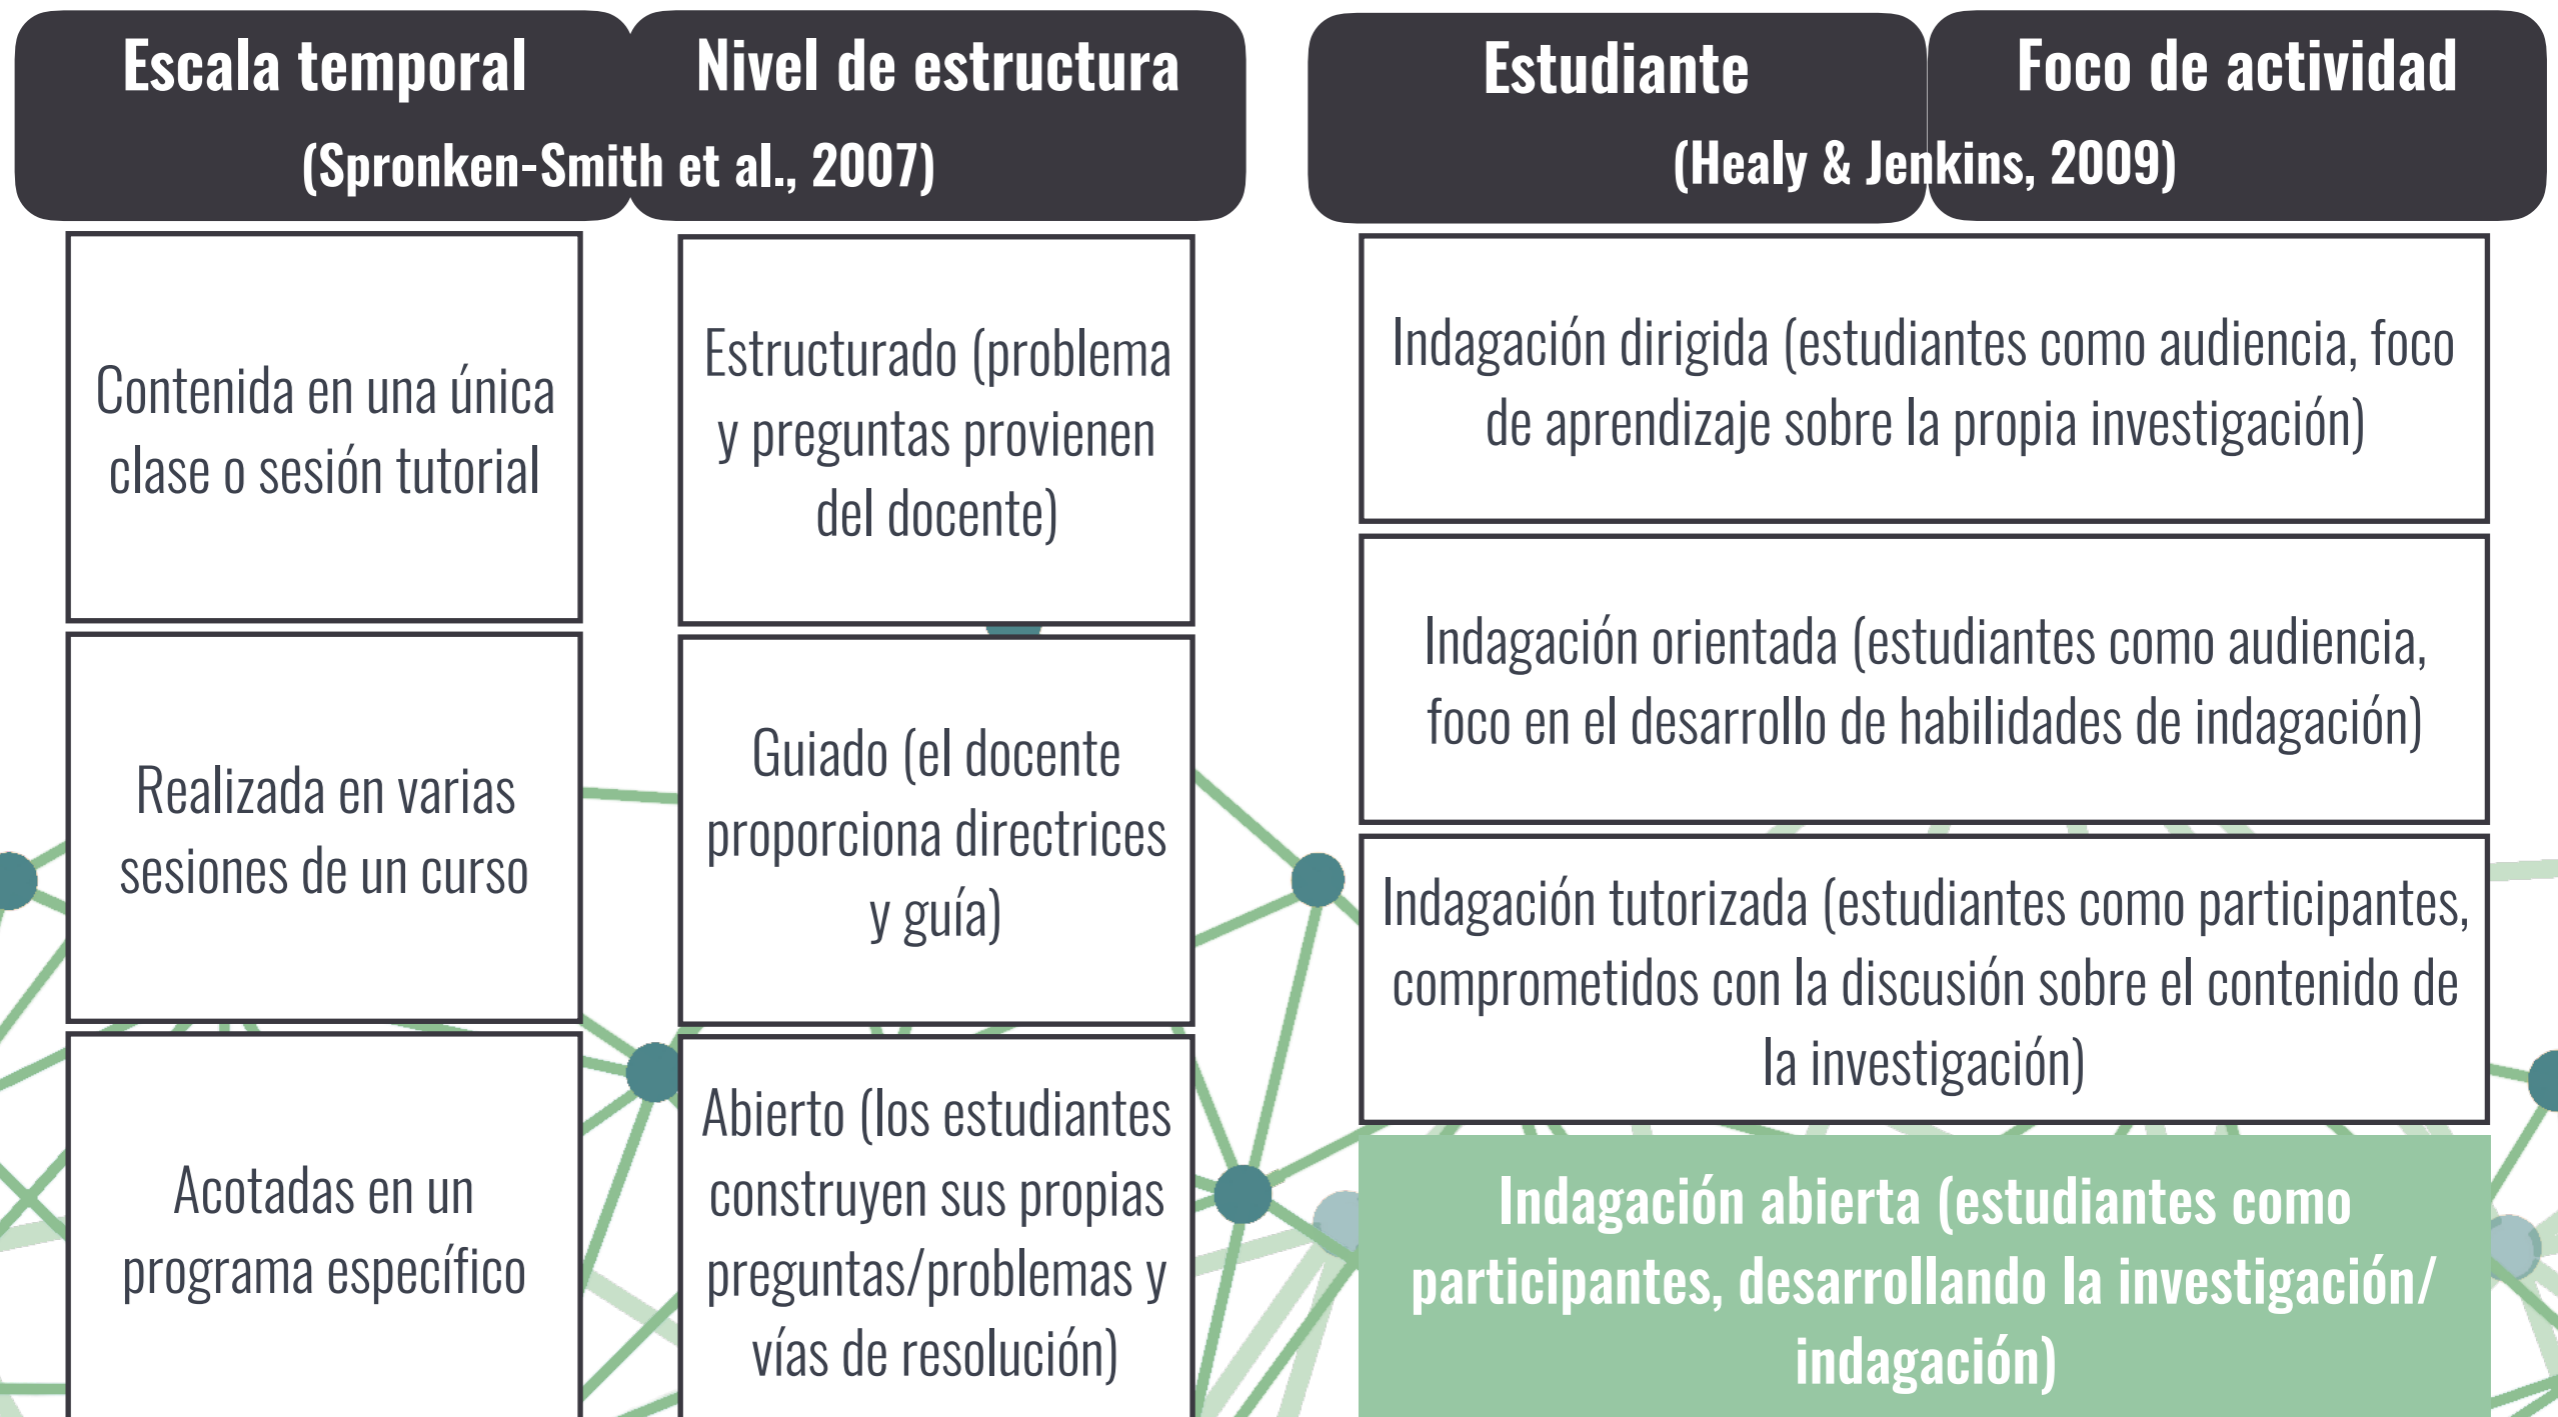 Escala temporal
Nivel de estructura
(Spronken-Smith et al., 2007)
Contenida en una única
clase o sesión tutorial
Realizada en varias
sesiones de un curso
Acotadas en un
programa específico
Estructurado (problema
y preguntas provienen
del docente)
Guiado (el docente
proporciona directrices
y guía)
Abierto (los estudiantes
construyen sus propias
preguntas/problemas y
vías de resolución)
Estudiante
Foco de actividad
(Healy & Jenkins, 2009)
Indagación dirigida (estudiantes como audiencia, foco
de aprendizaje sobre la propia investigación)
Indagación orientada (estudiantes como audiencia,
foco en el desarrollo de habilidades de indagación)
Indagación tutorizada (estudiantes como participantes,
comprometidos con la discusión sobre el contenido de
la investigación)
Indagación abierta (estudiantes como
participantes, desarrollando la investigación/
indagación)